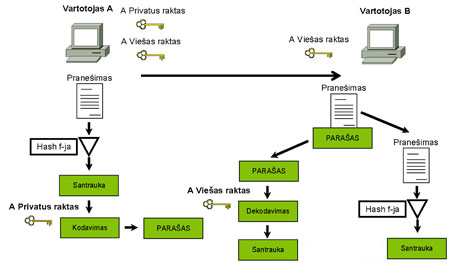 Vartotojas A
A Privatus raktas
A Viešas raktas
Vartotojas B
A Viešas raktas
Pranešimas
Hash f-ja
Santrauka
A Privatus raktas
Kodavimas
PARAŠAS
Pranešimas
PARAŠAS
PARAŠAS
A Viešas raktas
Dekodavimas
Santrauka
Pranešimas
Hash f-ja
Santrauka